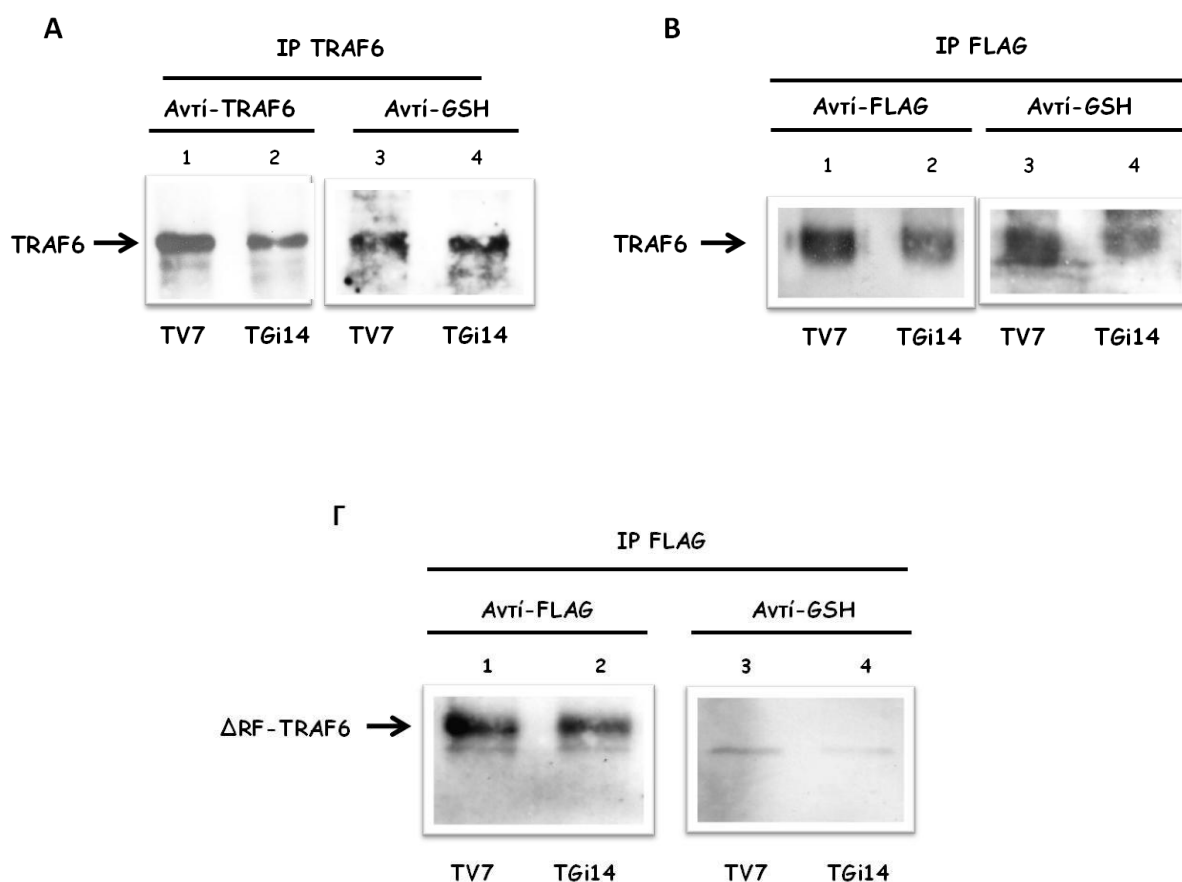 A
IP TRAF6
Αντί-TRAF6 Αντί-GSH
1 2 3 4
TRAF6
TV7 TGi14 TV7 TGi14
B
IP FLAG
Αντί-FLAG Αντί-GSH
1 2 3 4
TRAF6
TV7 TGi14 TV7 TGi14
Γ
IP FLAG
Αντί-FLAG Αντί-GSH
1 2 3 4
ΔRF-TRAF6
TV7 TGi14 TV7 TGi14